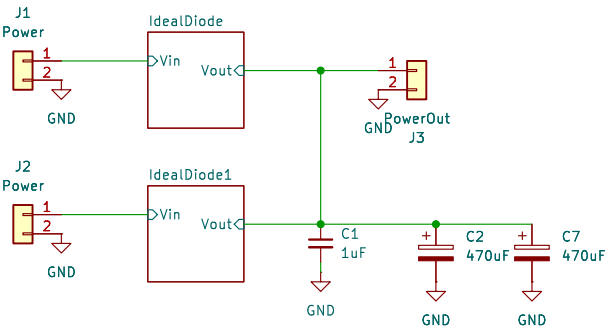 J1
Power
IdealDiode
1
Vin
2
Vout
1
2
GND
GND
PowerOut
J3
J2
Power
IdealDiode1
1
Vin
2
Vout
GND
C1
1uF
GND
+
C2
470uF
GND
+
C7
470uF
GND